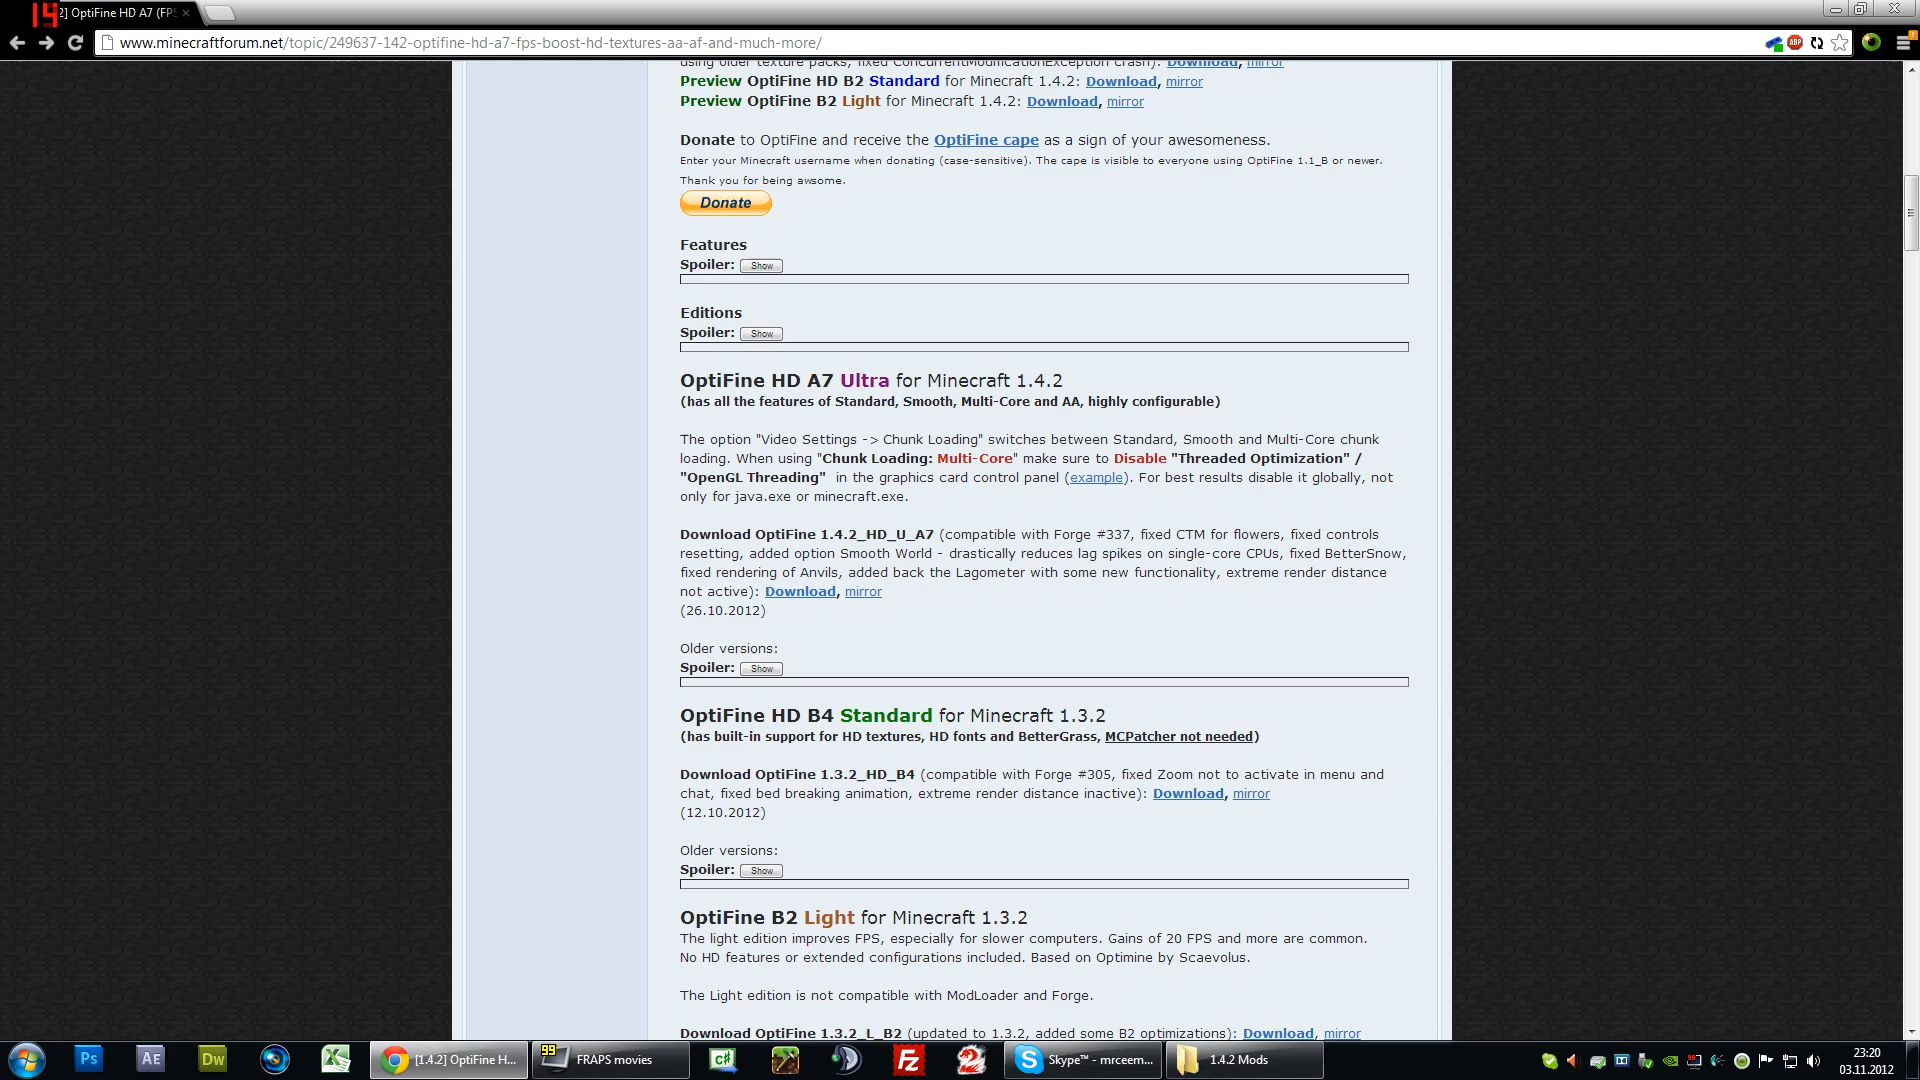 14
2] OptiFine HD A7 (FPS
www.minecraftforum.net/topic/249637-142-optifine-hd-a7-fps-boost-hd-textures-aa-af-and-much-more/
ABP
using older texture packs, fixed ConcurrentModificationException crash): Download, mirror
Preview OptiFine HD B2 Standard for Minecraft 1.4.2: Download, mirror
Preview OptiFine B2 Light for Minecraft 1.4.2: Download, mirror
Donate to OptiFine and receive the OptiFine cape as a sign of your awesomeness.
Enter your Minecraft username when donating (case-sensitive). The cape is visible to everyone using OptiFine 1.1_B or newer.
Thank you for being awsome.
Donate
Features
Spoiler: Show
Editions
Spoiler: Show
OptiFine HD A7 Ultra for Minecraft 1.4.2
(has all the features of Standard, Smooth, Multi-Core and AA, highly configurable)
The option "Video Settings -> Chunk Loading" switches between Standard, Smooth and Multi-Core chunk
loading. When using "Chunk Loading: Multi-Core" make sure to Disable "Threaded Optimization" /
"OpenGL Threading" in the graphics card control panel (example). For best results disable it globally, not
only for java.exe or minecraft.exe.
Download OptiFine 1.4.2_HD_U_A7 (compatible with Forge #337, fixed CTM for flowers, fixed controls
resetting, added option Smooth World - drastically reduces lag spikes on single-core CPUs, fixed BetterSnow,
fixed rendering of Anvils, added back the Lagometer with some new functionality, extreme render distance
not active): Download, mirror
(26.10.2012)
Older versions:
Spoiler: Show
OptiFine HD B4 Standard for Minecraft 1.3.2
(has built-in support for HD textures, HD fonts and BetterGrass, MCPatcher not needed)
Download OptiFine 1.3.2_HD_B4 (compatible with Forge #305, fixed Zoom not to activate in menu and
chat, fixed bed breaking animation, extreme render distance inactive): Download, mirror
(12.10.2012)
Older versions:
Spoiler: Show
OptiFine B2 Light for Minecraft 1.3.2
The light edition improves FPS, especially for slower computers. Gains of 20 FPS and more are common.
No HD features or extended configurations included. Based on Optimine by Scaevolus.
The Light edition is not compatible with ModLoader and Forge.
Download OptiFine 1.3.2_L_B2 (updated to 1.3.2, added some B2 optimizations): Download, mirror
Ps AE Dw [1.4.2] OptiFine H... 99 FRAPS movies C# Fz 2 S Skype™ - mrceem... 1.4.2 Mods
23:20
03.11.2012